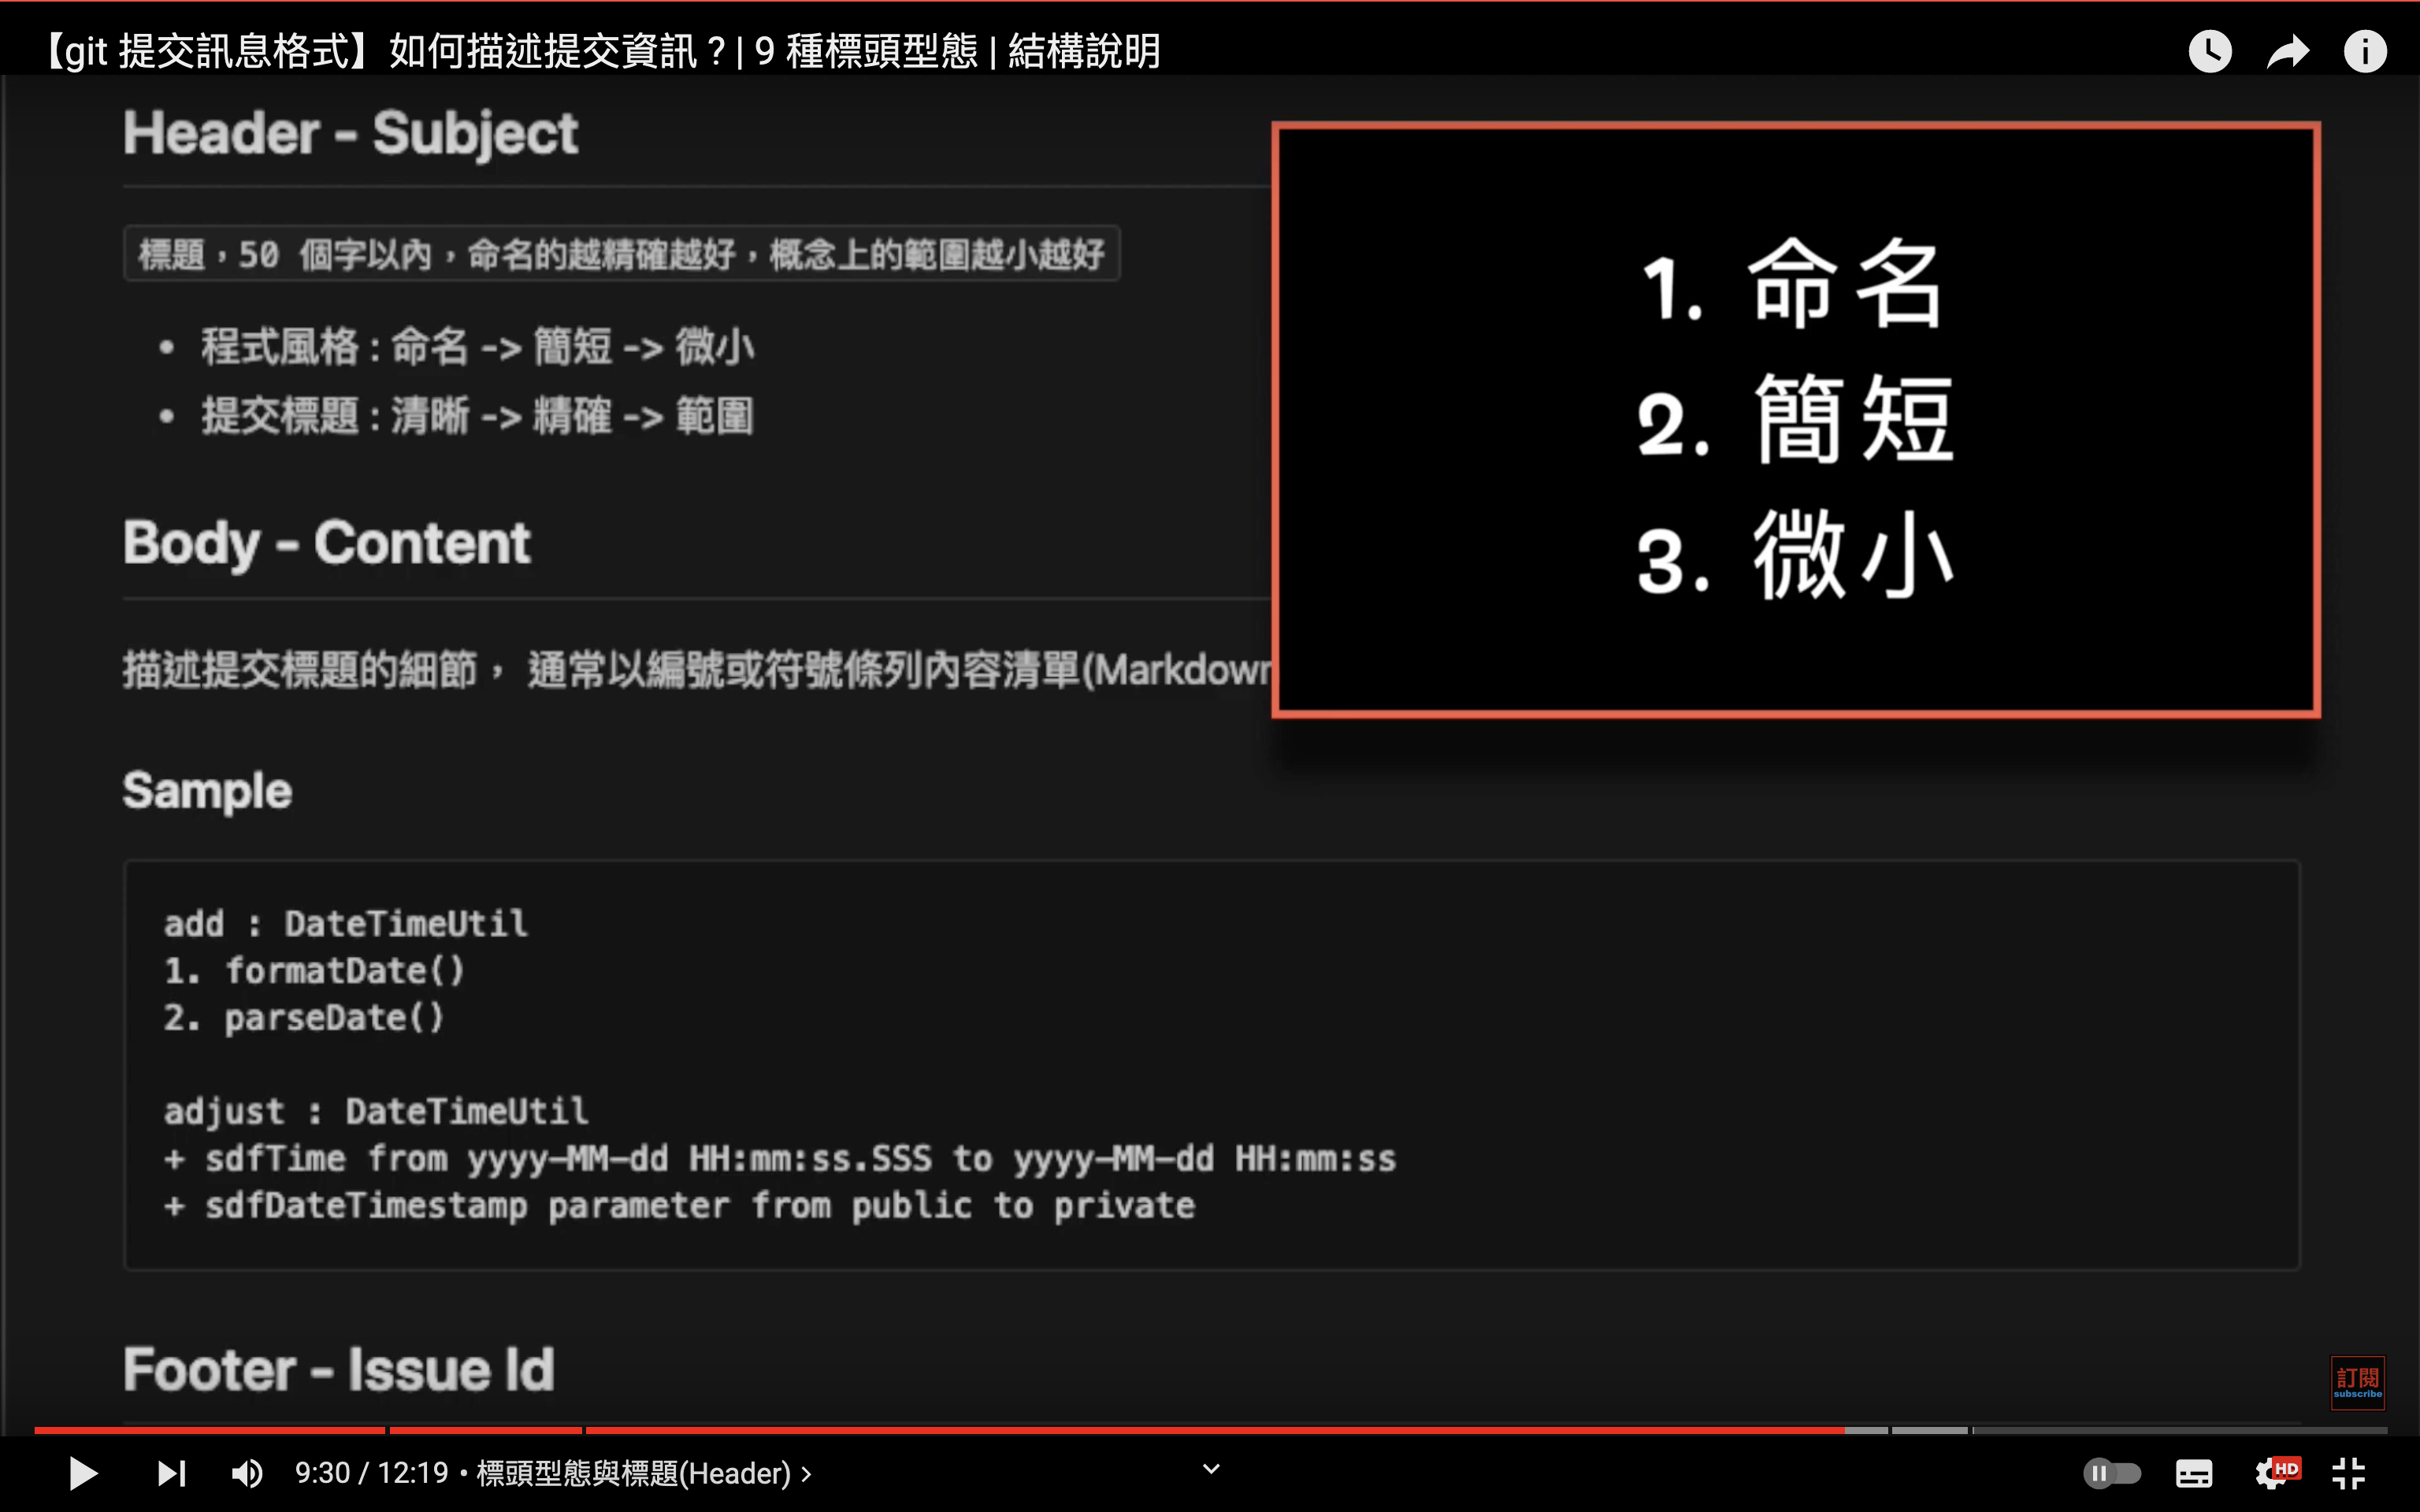 【git 提交訊息格式】如何描述提交資訊？| 9 種標頭型態 | 結構說明
Header - Subject
標題，50 個字以內，命名的越精確越好，概念上的範圍越小越好
• 程式風格 : 命名 -> 簡短 -> 微小
• 提交標題 : 清晰 -> 精確 -> 範圍
1. 命名
2. 簡短
3. 微小
Body - Content
描述提交標題的細節， 通常以編號或符號條列內容清單(Markdown
Sample
add : DateTimeUtil
1. formatDate()
2. parseDate()
adjust : DateTimeUtil
+ sdfTime from yyyy-MM-dd HH:mm:ss.SSS to yyyy-MM-dd HH:mm:ss
+ sdfDateTimestamp parameter from public to private
Footer - Issue Id
訂閱
subscribe
9:30 / 12:19 • 標頭型態與標題(Header) ›
HD